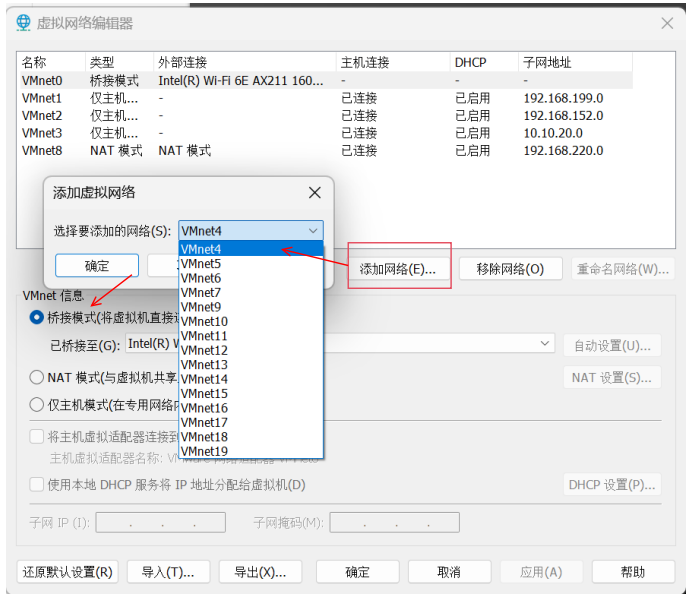 虚拟网络编辑器
名称 类型 外部连接 主机连接 DHCP 子网地址
VMnet0 桥接模式 Intel(R) Wi-Fi 6E AX211 160... - - -
VMnet1 仅主机... - 已连接 已启用 192.168.199.0
VMnet2 仅主机... - 已连接 已启用 192.168.152.0
VMnet3 仅主机... - 已连接 已启用 10.10.20.0
VMnet8 NAT 模式 NAT 模式 已连接 已启用 192.168.220.0
添加虚拟网络
选择要添加的网络(S): VMnet4
确定
VMnet4
VMnet5
VMnet6
VMnet7
VMnet9
VMnet10
VMnet11
VMnet12
VMnet13
VMnet14
VMnet15
VMnet16
VMnet17
VMnet18
VMnet19
添加网络(E)... 移除网络(O) 重命名网络(W)...
VMnet 信息
桥接模式(将虚拟机直接
已桥接至(G): Intel(R) 自动设置(U)...
NAT 模式(与虚拟机共享 NAT 设置(S)...
仅主机模式(在专用网络
将主机虚拟适配器连接到
主机虚拟适配器名称:
使用本地 DHCP 服务将 IP 地址分配给虚拟机(D) DHCP 设置(P)...
子网 IP (I): . . . 子网掩码(M): . . .
还原默认设置(R) 导入(T)... 导出(X)... 确定 取消 应用(A) 帮助